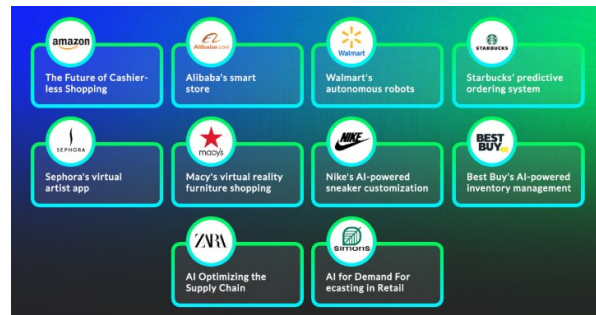 amazon
Alibaba.com
Walmart
STARBUCKS
The Future of Cashier-
less Shopping
Alibaba's smart
store
Walmart's
autonomous robots
Starbucks' predictive
ordering system
SEPHORA
macy's
NIKE
BEST
BUY
Sephora's virtual
artist app
Macy's virtual reality
furniture shopping
Nike's AI-powered
sneaker customization
Best Buy's AI-powered
inventory management
ZARA
simons
AI Optimizing the
Supply Chain
AI for Demand For
ecasting in Retail